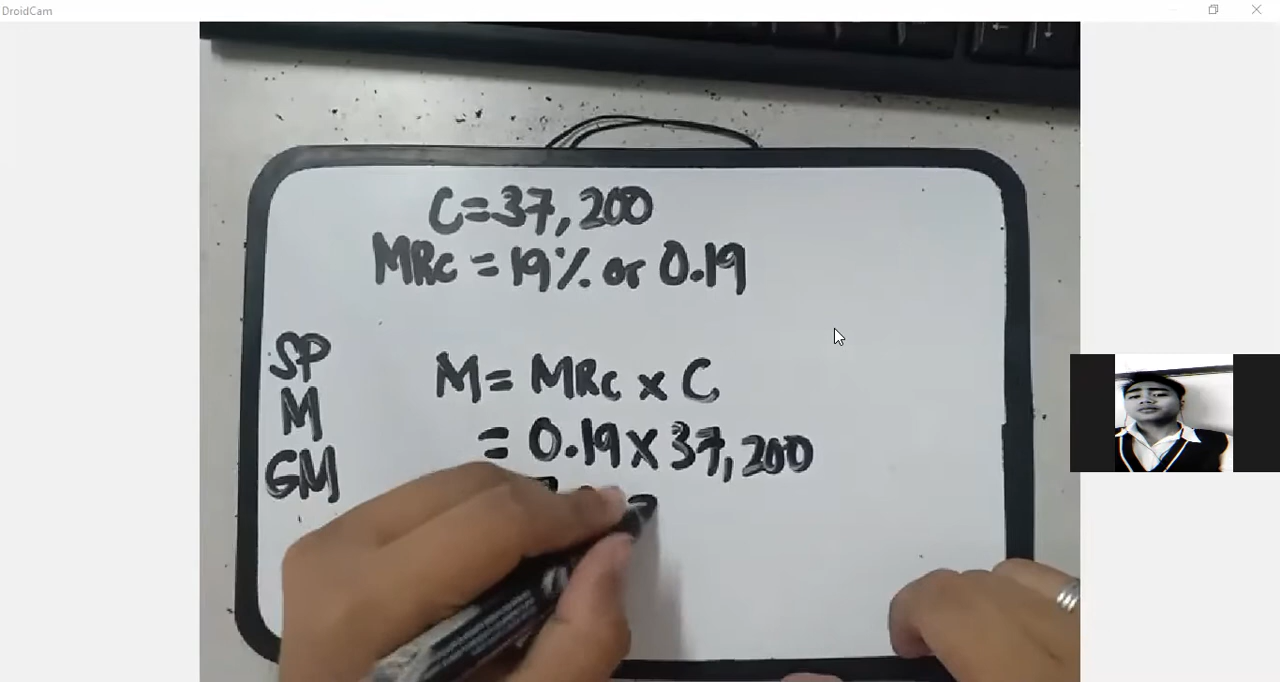 DroidCam
C=37,200
MRc = 19% or 0.19
SP
M
GM
M = MRc x C
= 0.19 x 37,200